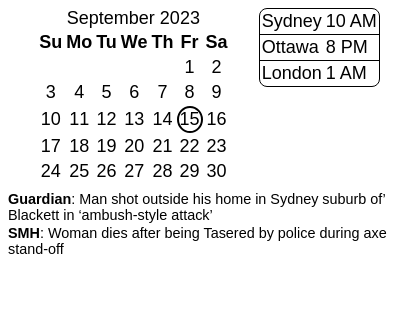 September 2023
Su Mo Tu We Th Fr Sa
1 2
3 4 5 6 7 8 9
10 11 12 13 14 15 16
17 18 19 20 21 22 23
24 25 26 27 28 29 30
Sydney 10 AM
Ottawa 8 PM
London 1 AM
Guardian: Man shot outside his home in Sydney suburb of’
Blackett in ‘ambush-style attack’
SMH: Woman dies after being Tasered by police during axe
stand-off